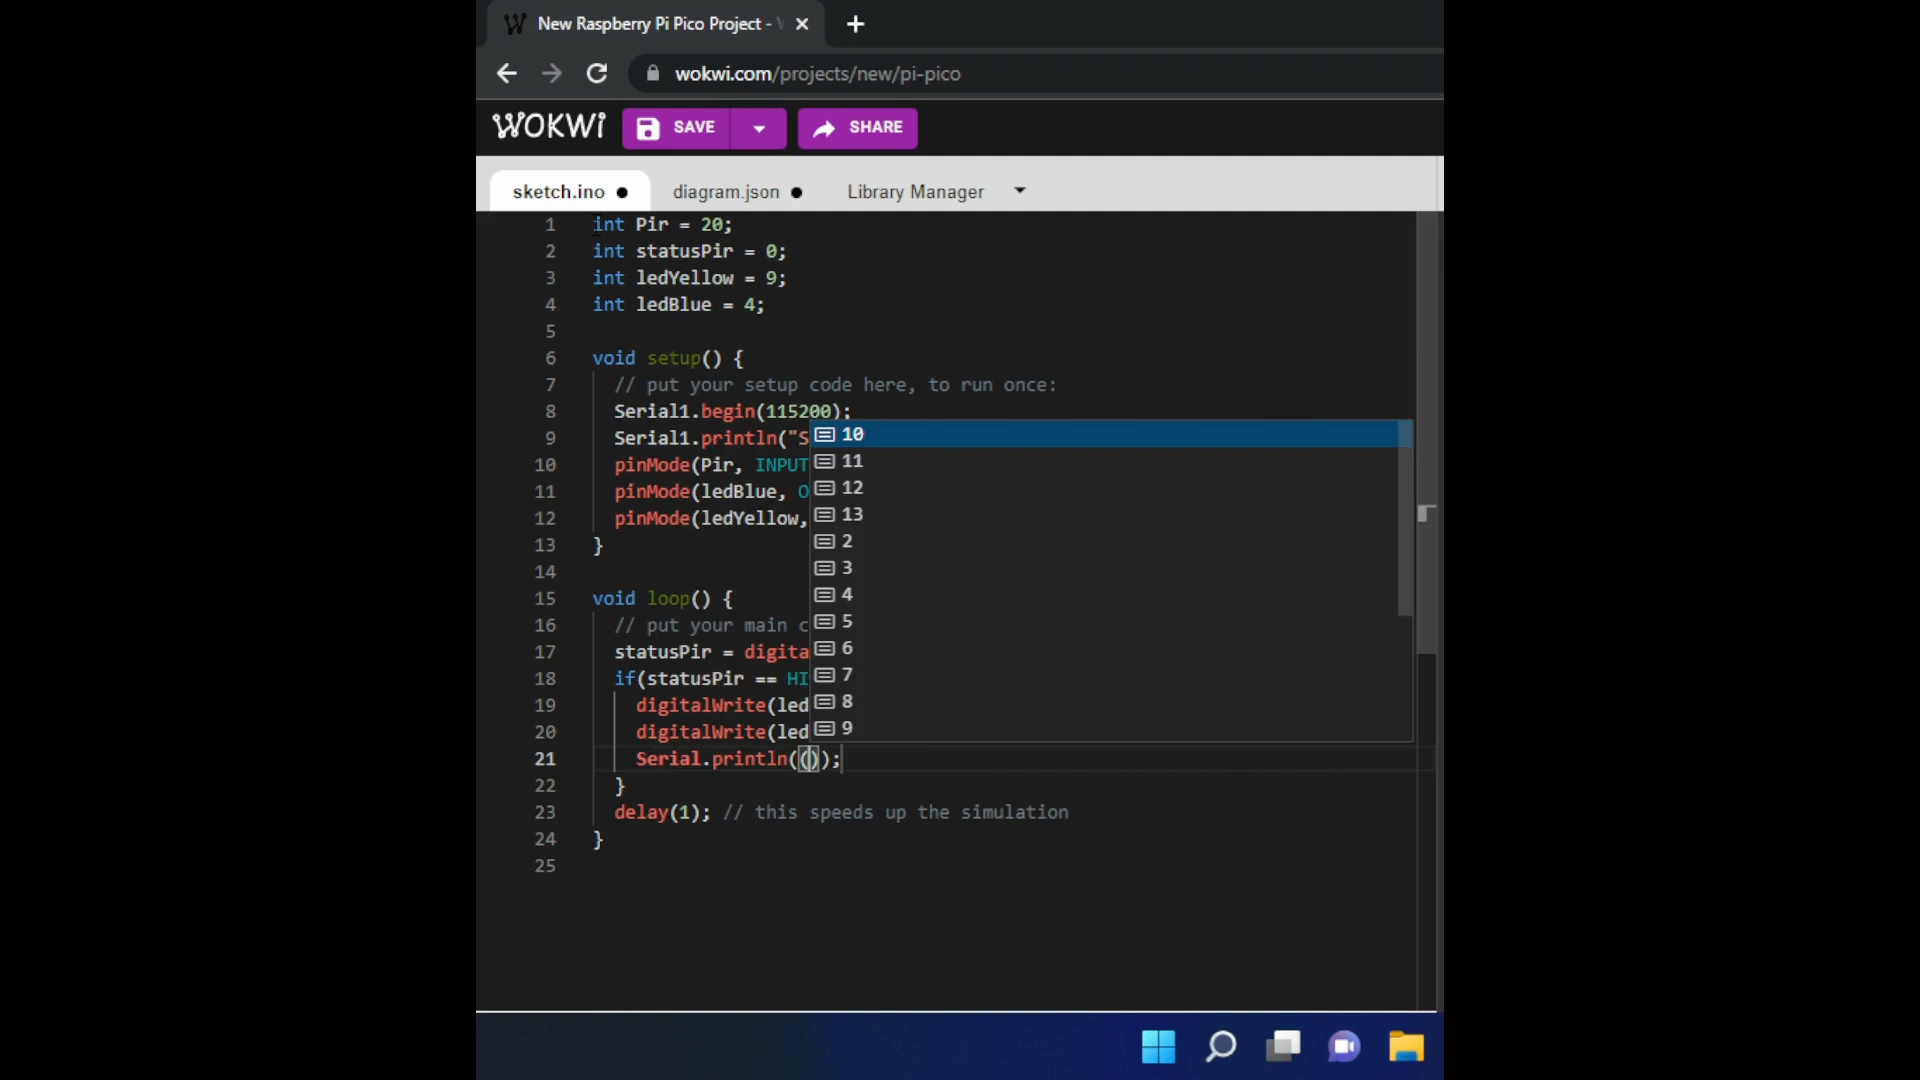 New Raspberry Pi Pico Project -
wokwi.com/projects/new/pi-pico
WOKWi
SAVE
SHARE
sketch.ino ●
diagram.json ●
Library Manager
1 int Pir = 20;
2 int statusPir = 0;
3 int ledYellow = 9;
4 int ledBlue = 4;
5
6 void setup() {
7 // put your setup code here, to run once:
8 Serial1.begin(115200);
9 Serial1.println("S
10 pinMode(Pir, INPUT
11 pinMode(ledBlue, O
12 pinMode(ledYellow,
13 }
14
15 void loop() {
16 // put your main c
17 statusPir = digita
18 if(statusPir == HI
19 digitalWrite(led
20 digitalWrite(led
21 Serial.println(());
22 }
23 delay(1); // this speeds up the simulation
24 }
25
10
11
12
13
2
3
4
5
6
7
8
9